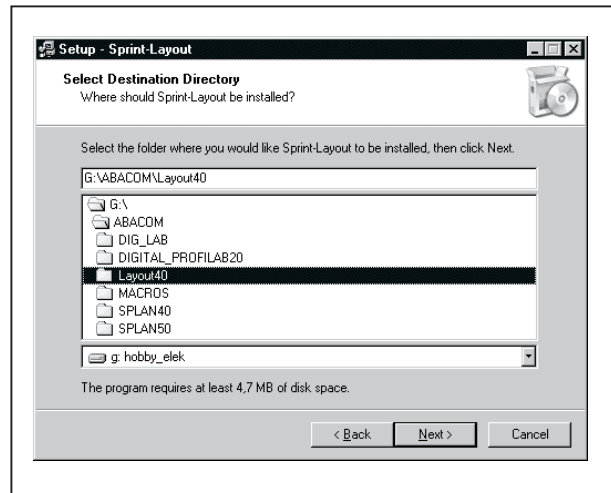 Setup - Sprint-Layout
Select Destination Directory
Where should Sprint-Layout be installed?
Select the folder where you would like Sprint-Layout to be installed, then click Next.
G:\ABACOM\Layout40
G:\
ABACOM
DIG_LAB
DIGITAL_PROFILAB20
Layout40
MACROS
SPLAN40
SPLAN50
g: hobby_elek
The program requires at least 4,7 MB of disk space.
< Back Next > Cancel